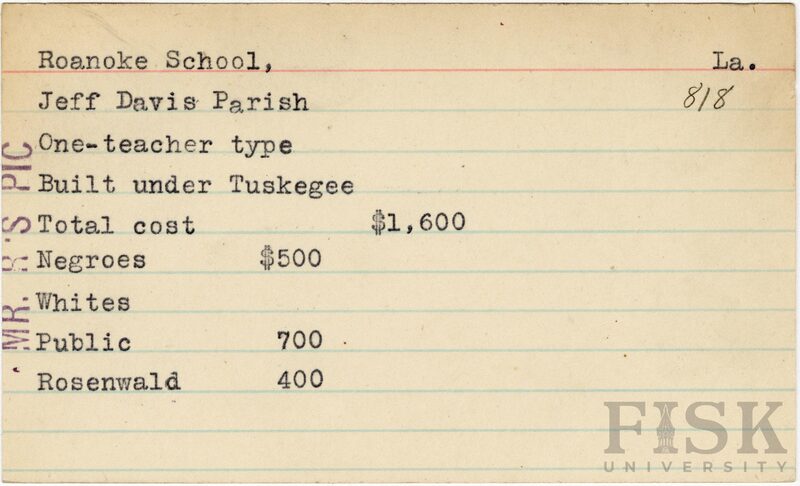 Roanoke School, La.
Jeff Davis Parish 818
One-teacher type
Built under Tuskegee
Total cost $1,600
Negroes $500
Whites
Public 700
Rosenwald 400
MR. R'S PIC
FISK
UNIVERSITY